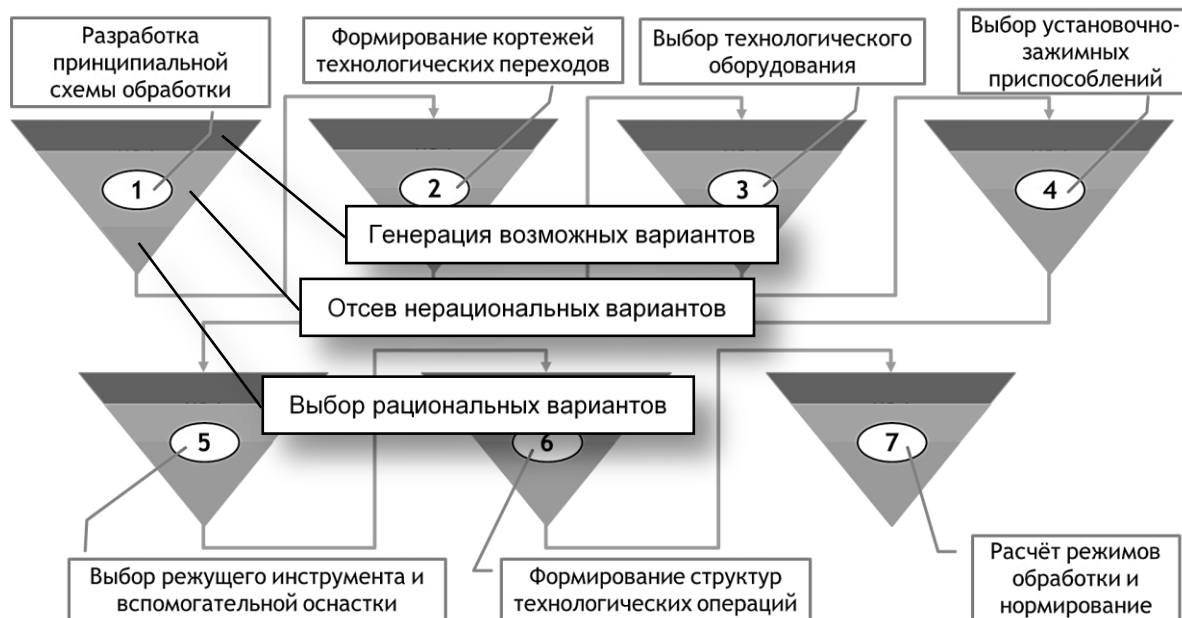 Разработка
принципиальной
схемы обработки
Формирование кортежей
технологических переходов
Выбор технологического
оборудования
Выбор установочно-
зажимных
приспособлений
1
2
3
4
Генерация возможных вариантов
Отсев нерациональных вариантов
Выбор рациональных вариантов
5
6
7
Выбор режущего инструмента и
вспомогательной оснастки
Формирование структур
технологических операций
Расчёт режимов
обработки и
нормирование